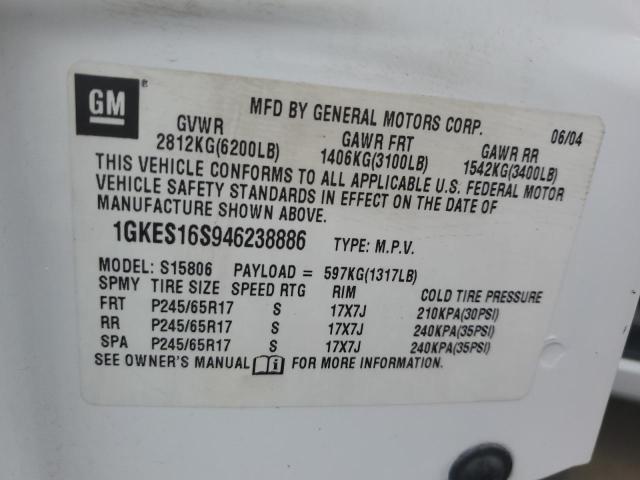 GM ®
MFD BY GENERAL MOTORS CORP. 06/04
GVWR GAWR FRT GAWR RR
2812KG(6200LB) 1406KG(3100LB) 1542KG(3400LB)
THIS VEHICLE CONFORMS TO ALL APPLICABLE U.S. FEDERAL MOTOR
VEHICLE SAFETY STANDARDS IN EFFECT ON THE DATE OF
MANUFACTURE SHOWN ABOVE.
1GKES16S946238886 TYPE: M.P.V.
MODEL: S15806 PAYLOAD = 597KG(1317LB)
SPMY TIRE SIZE SPEED RTG RIM COLD TIRE PRESSURE
FRT P245/65R17 S 17X7J 210KPA(30PSI)
RR P245/65R17 S 17X7J 240KPA(35PSI)
SPA P245/65R17 S 17X7J 240KPA(35PSI)
SEE OWNER'S MANUAL FOR MORE INFORMATION.